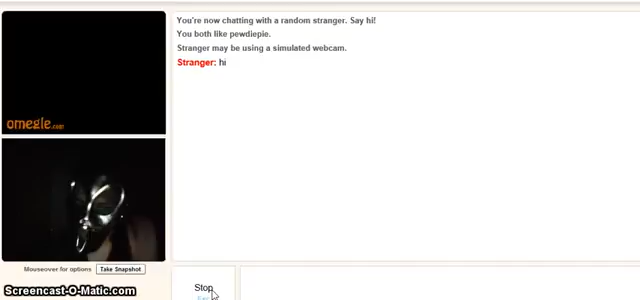 You're now chatting with a random stranger. Say hi!
You both like pewdiepie.
Stranger may be using a simulated webcam.
Stranger: hi
omegle.com
Mouseover for options Take Snapshot
Stop
Esc
Screencast-O-Matic.com